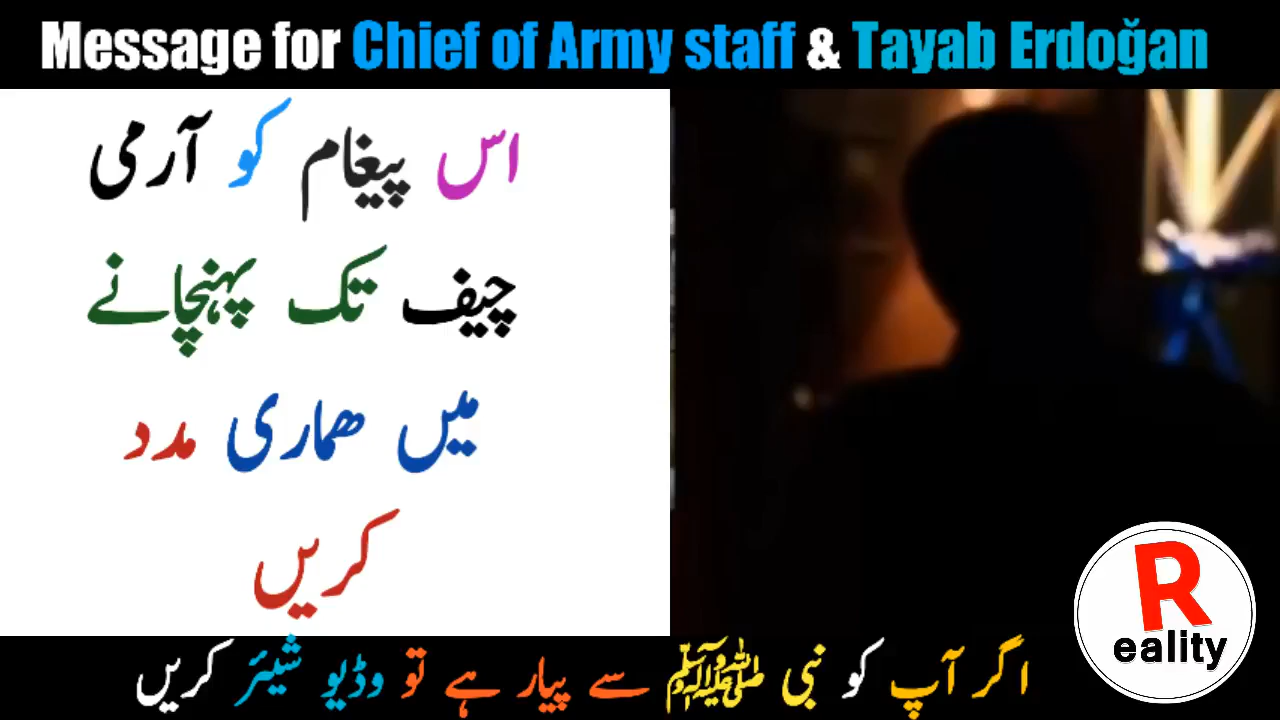 Message for Chief of Army staff & Tayab Erdoğan
اس پیغام کو آرمی
چیف تک پہنچانے
میں ھماری مدد
کریں
اگر آپ کو نبی ﷺ سے پیار ہے تو وڈیو شیئر کریں
R
eality